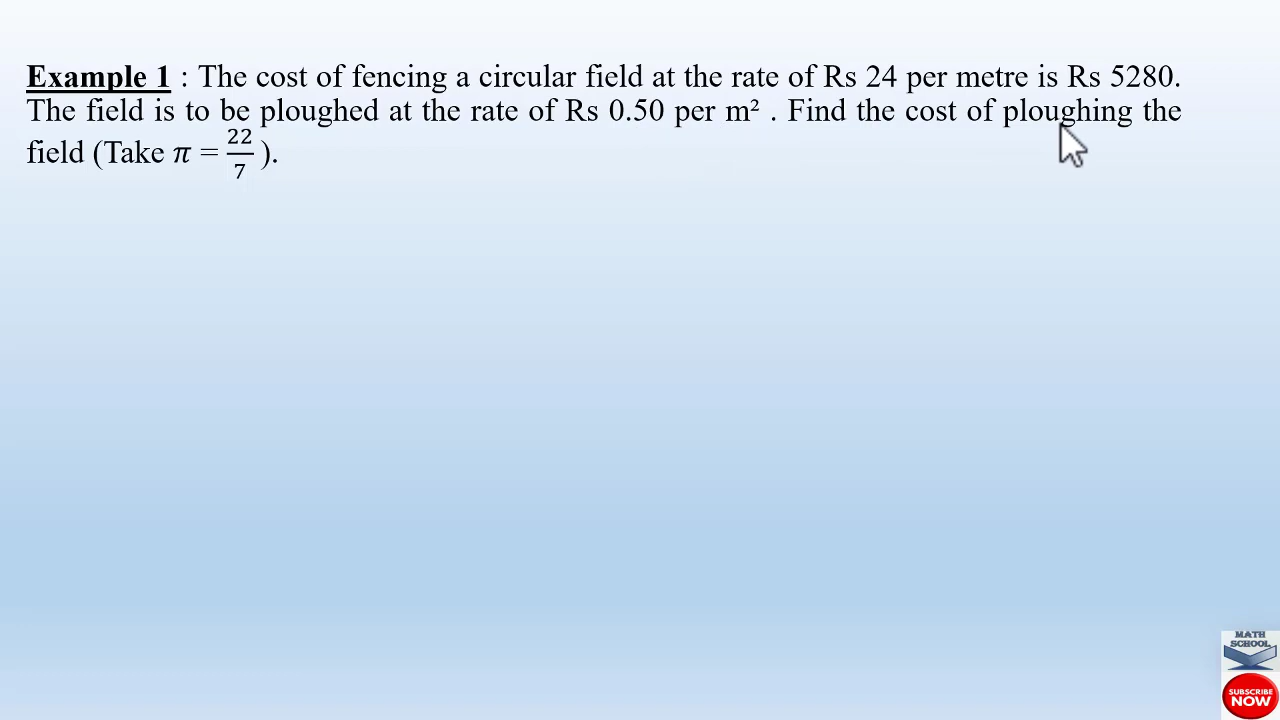 Example 1 : The cost of fencing a circular field at the rate of Rs 24 per metre is Rs 5280.
The field is to be ploughed at the rate of Rs 0.50 per m² . Find the cost of ploughing the
field (Take π = 22/7 ).
MATH
SCHOOL
SUBSCRIBE
NOW